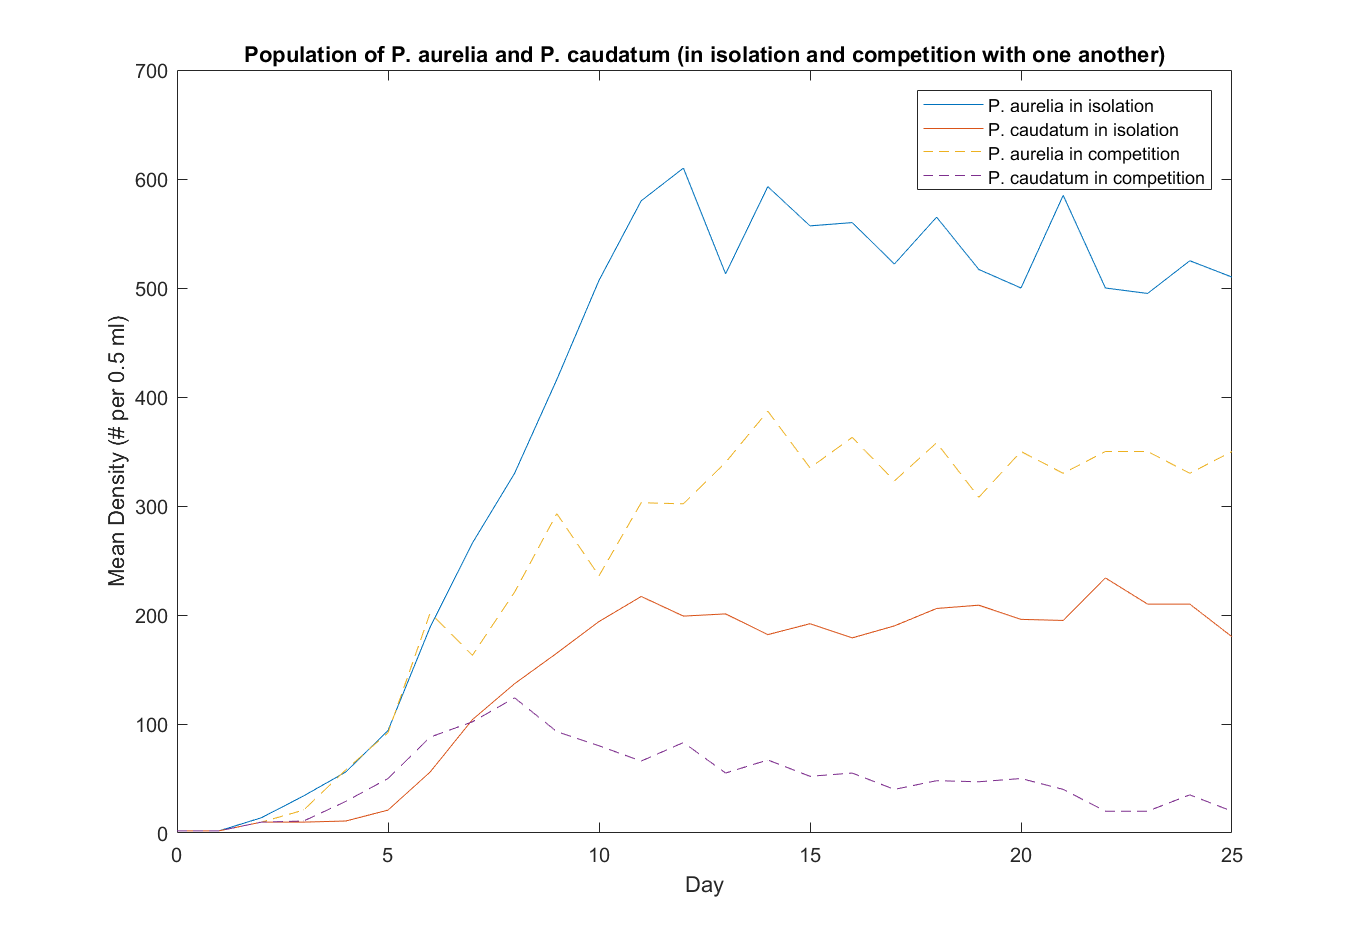 Population of P. aurelia and P. caudatum (in isolation and competition with one another)
700
600
500
400
300
200
100
0
Mean Density (# per 0.5 ml)
P. aurelia in isolation
P. caudatum in isolation
P. aurelia in competition
P. caudatum in competition
0 5 10 15 20 25
Day